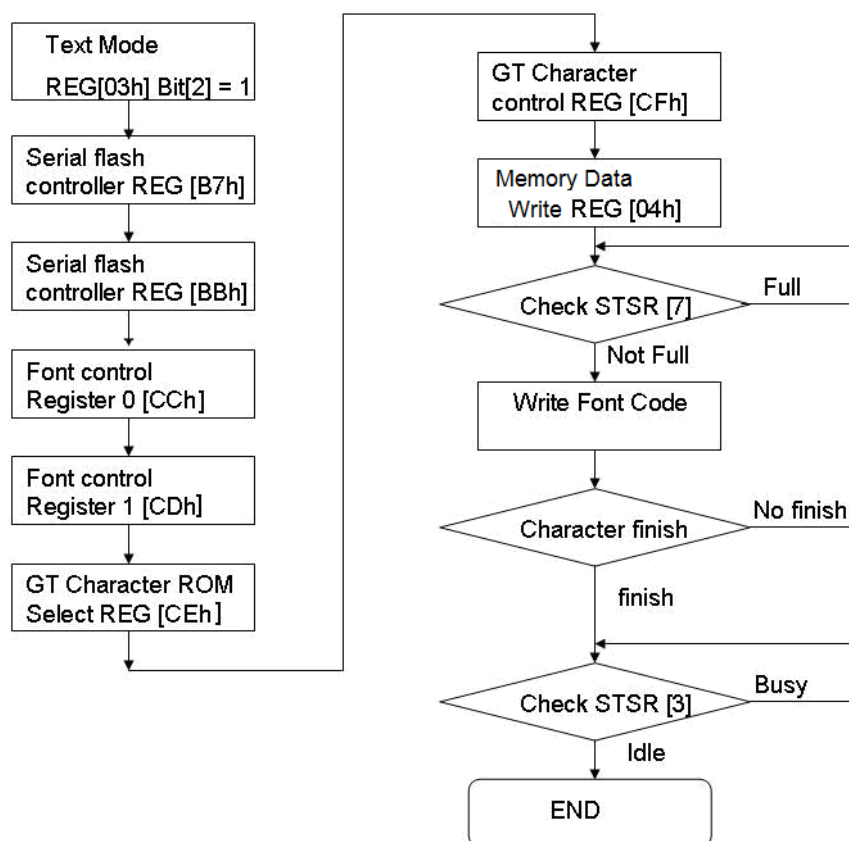 Text Mode
REG[03h] Bit[2] = 1
Serial flash
controller REG [B7h]
Serial flash
controller REG [BBh]
Font control
Register 0 [CCh]
Font control
Register 1 [CDh]
GT Character ROM
Select REG [CEh]
GT Character
control REG [CFh]
Memory Data
Write REG [04h]
Check STSR [7]
Full
Not Full
Write Font Code
Character finish
No finish
finish
Check STSR [3]
Busy
Idle
END